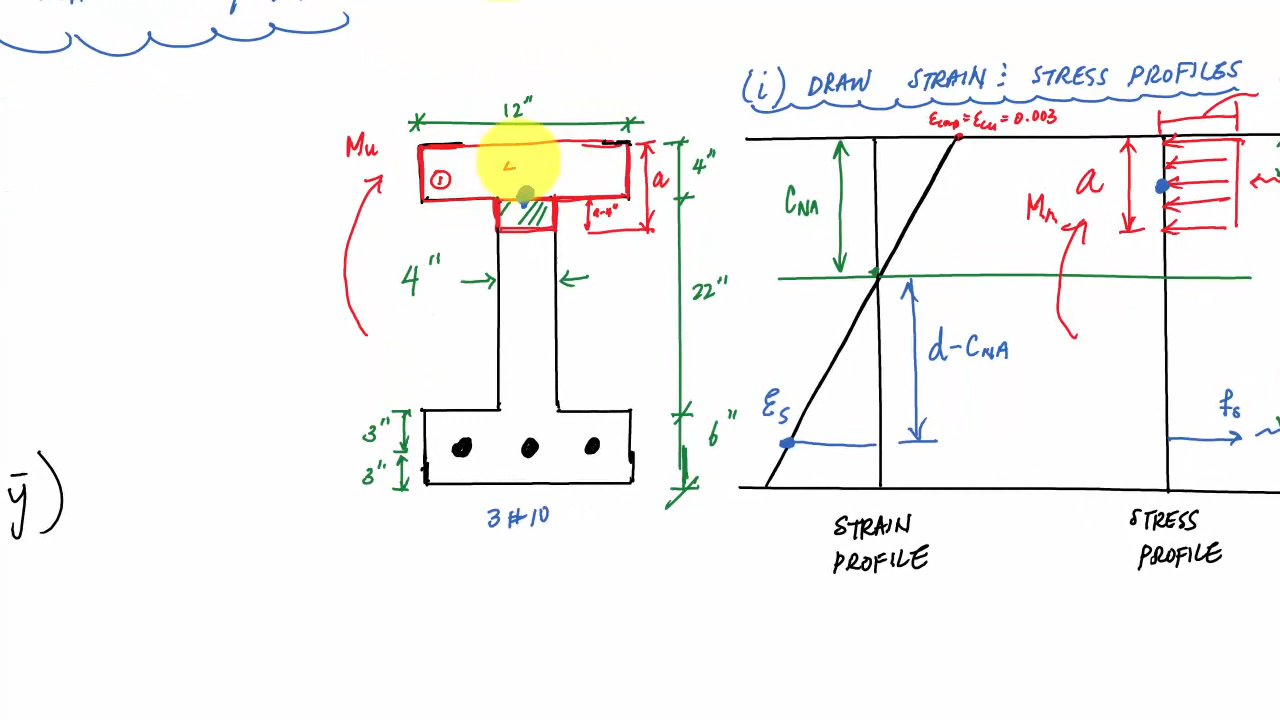 (i) DRAW STRAIN & STRESS PROFILES
12"
εcmp = εcu = 0.003
Mu
①
4"
a
a-4"
CNA
a
Mn
4"
22"
d-CNA
εs
fs
3"
6"
3"
ȳ)
3#10
STRAIN
PROFILE
STRESS
PROFILE